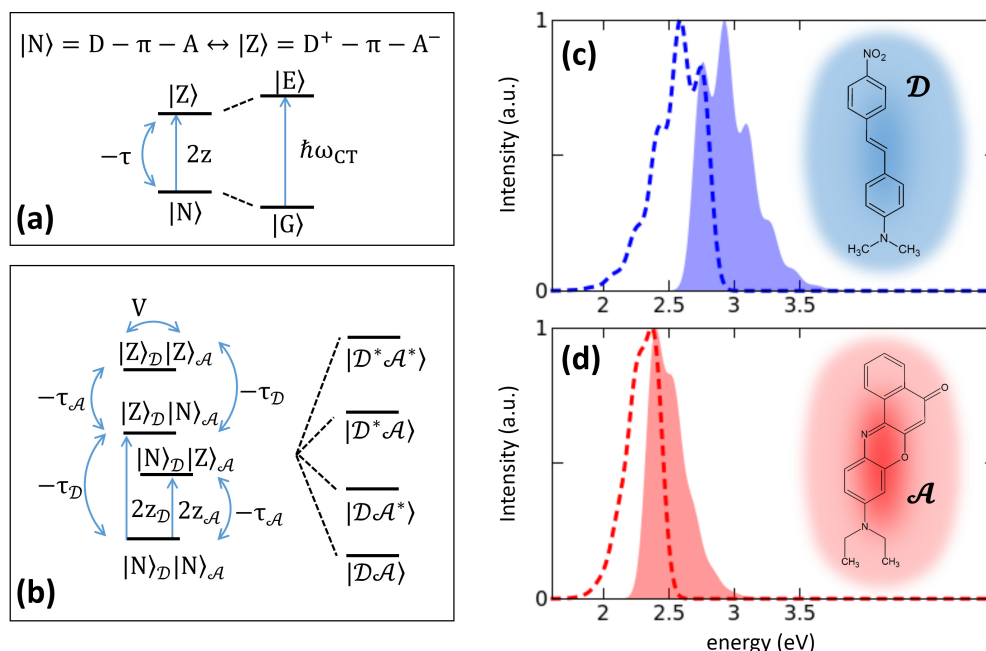 |N⟩ = D − π − A ↔ |Z⟩ = D⁺ − π − A⁻
|Z⟩
|E⟩
−τ
2z
ħω_CT
|N⟩
|G⟩
(a)
V
|Z⟩_𝒟|Z⟩_𝒜
|𝒟*𝒜*⟩
−τ_𝒜
−τ_𝒟
|Z⟩_𝒟|N⟩_𝒜
|𝒟*𝒜⟩
|N⟩_𝒟|Z⟩_𝒜
−τ_𝒟
2z_𝒟
2z_𝒜
−τ_𝒜
|𝒟𝒜*⟩
|N⟩_𝒟|N⟩_𝒜
|𝒟𝒜⟩
(b)
1
(c)
NO₂
𝒟
Intensity (a.u.)
N
H₃C
CH₃
0
2
2.5
3
3.5
1
(d)
O
N
O
𝒜
Intensity (a.u.)
N
CH₃
CH₃
0
2
2.5
3
3.5
energy (eV)